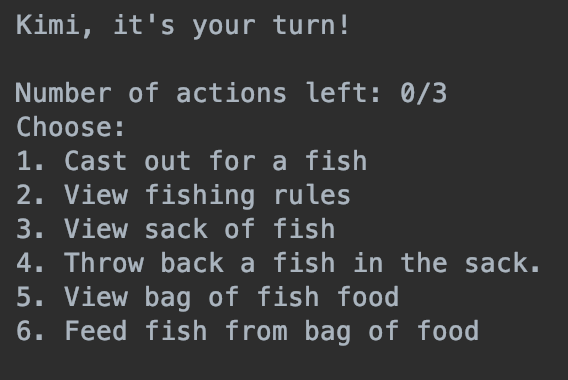 Kimi, it's your turn!
Number of actions left: 0/3
Choose:
1. Cast out for a fish
2. View fishing rules
3. View sack of fish
4. Throw back a fish in the sack.
5. View bag of fish food
6. Feed fish from bag of food